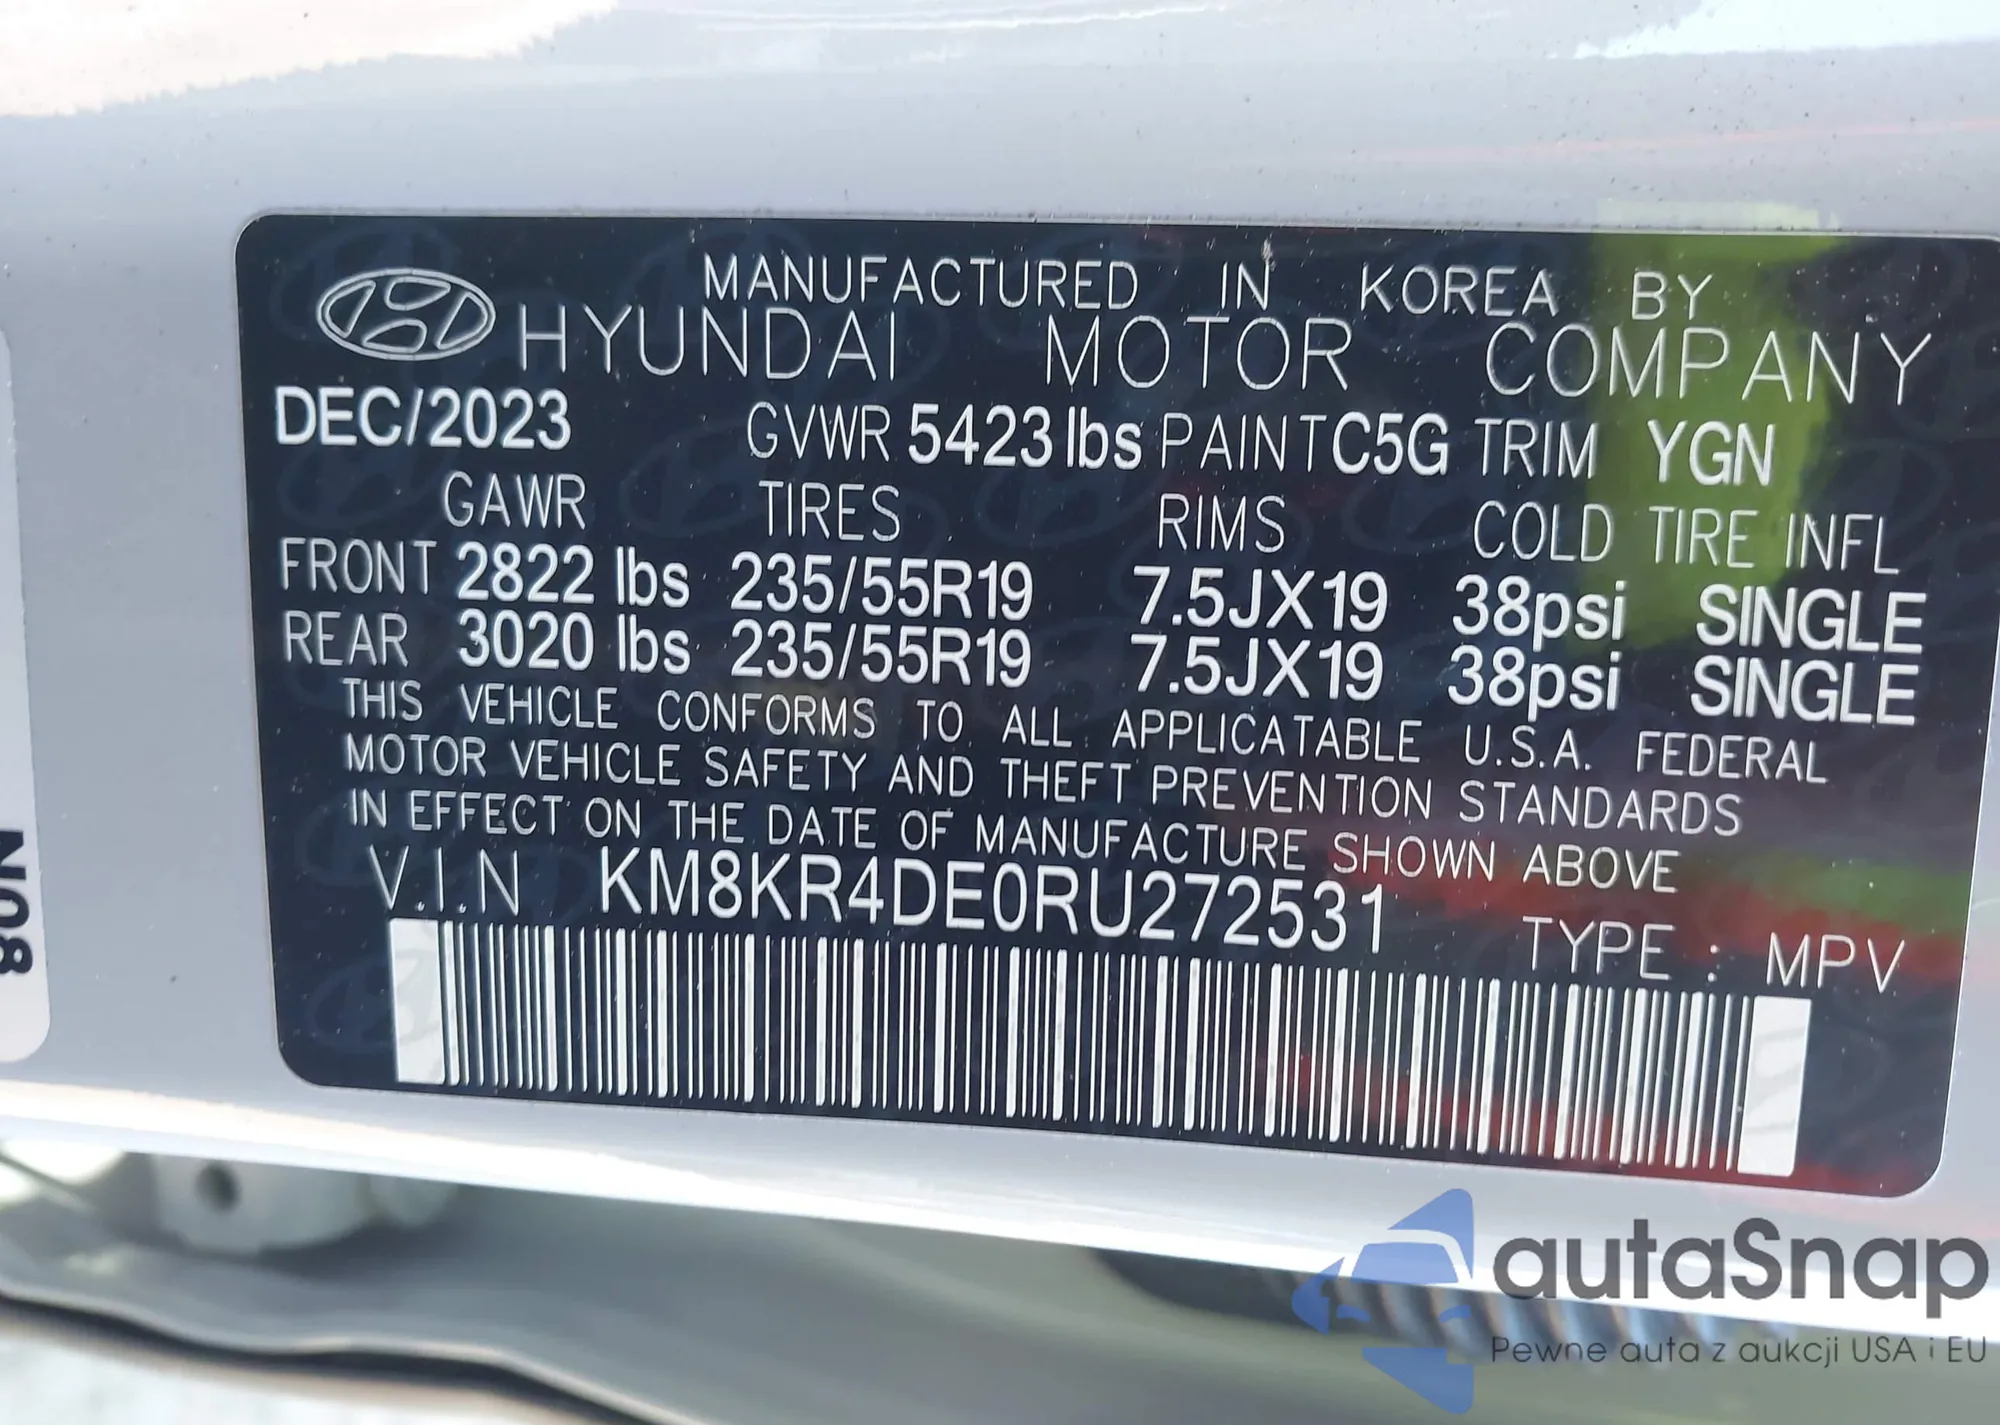 MANUFACTURED IN KOREA BY
HYUNDAI MOTOR COMPANY
DEC/2023 GVWR 5423 lbs PAINT C5G TRIM YGN
GAWR TIRES RIMS COLD TIRE INFL
FRONT 2822 lbs 235/55R19 7.5JX19 38psi SINGLE
REAR 3020 lbs 235/55R19 7.5JX19 38psi SINGLE
THIS VEHICLE CONFORMS TO ALL APPLICATABLE U.S.A. FEDERAL
MOTOR VEHICLE SAFETY AND THEFT PREVENTION STANDARDS
IN EFFECT ON THE DATE OF MANUFACTURE SHOWN ABOVE
V.I.N KM8KR4DE0RU272531
TYPE : MPV
N08
autaSnap
Pewne auta z aukcji USA i EU